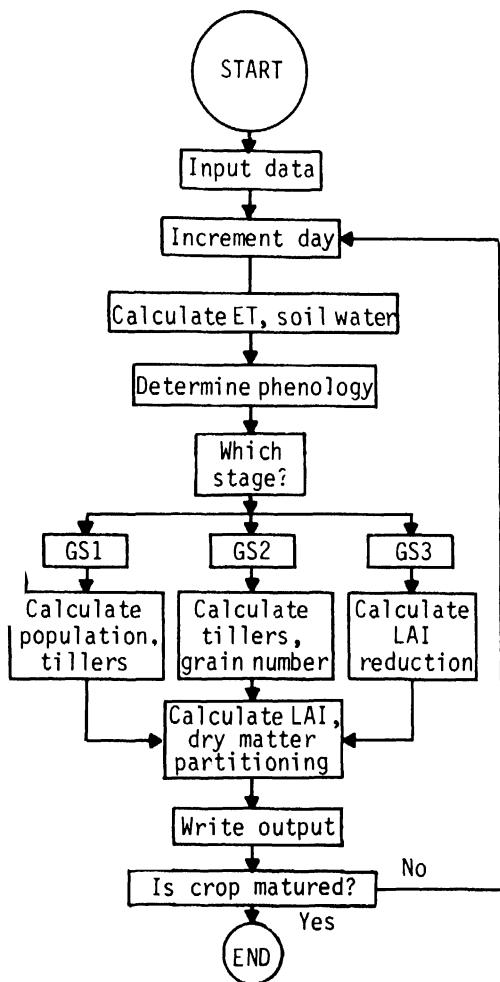 START
Input data
Increment day
Calculate ET, soil water
Determine phenology
Which
stage?
GS1
GS2
GS3
Calculate
population,
tillers
Calculate
tillers,
grain number
Calculate
LAI
reduction
Calculate LAI,
dry matter
partitioning
Write output
No
Is crop matured?
Yes
END